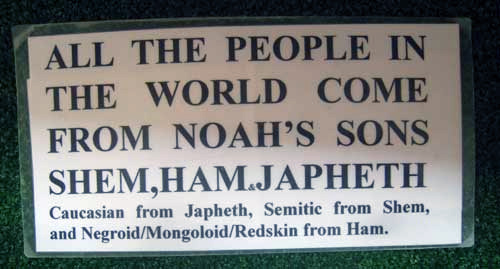 ALL THE PEOPLE IN
THE WORLD COME
FROM NOAH'S SONS
SHEM,HAM&JAPHETH
Caucasian from Japheth, Semitic from Shem,
and Negroid/Mongoloid/Redskin from Ham.